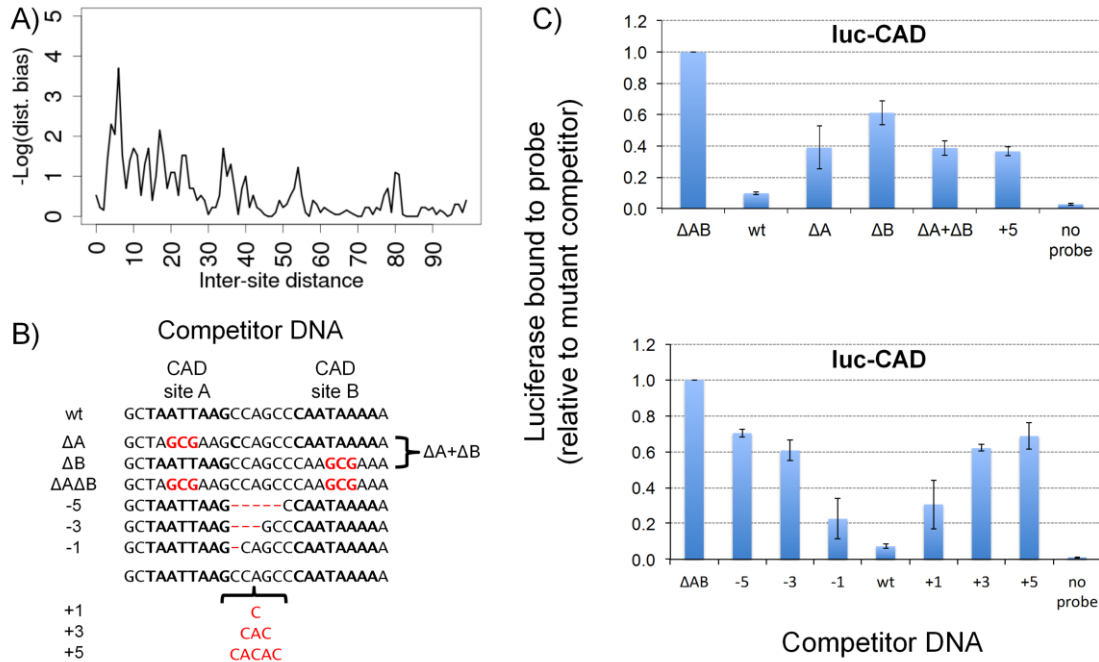 A)
-Log(dist. bias)
5
4
3
2
1
0
0 10 20 30 40 50 60 70 80 90
Inter-site distance
B)
Competitor DNA
CAD site A
CAD site B
wt GCTAATTAAGCCAGCCCAATAAAAA
ΔA GCTAGCGAAGCCAGCCCAATAAAAA
ΔB GCTAATTAAGCCAGCCCAAGCGAAA
ΔA+ΔB
ΔAΔB GCTAGCGAAGCCAGCCCAAGCGAAA
-5 GCTAATTAAG-----CCAATAAAAA
-3 GCTAATTAAG---GCCCAATAAAAA
-1 GCTAATTAAG-CAGCCCAATAAAAA
GCTAATTAAGCCAGCCCAATAAAAA
+1 C
+3 CAC
+5 CACAC
C)
Luciferase bound to probe
(relative to mutant competitor)
luc-CAD
1.2
1.0
0.8
0.6
0.4
0.2
0.0
ΔAB wt ΔA ΔB ΔA+ΔB +5 no probe
luc-CAD
1.2
1.0
0.8
0.6
0.4
0.2
0.0
ΔAB -5 -3 -1 wt +1 +3 +5 no probe
Competitor DNA